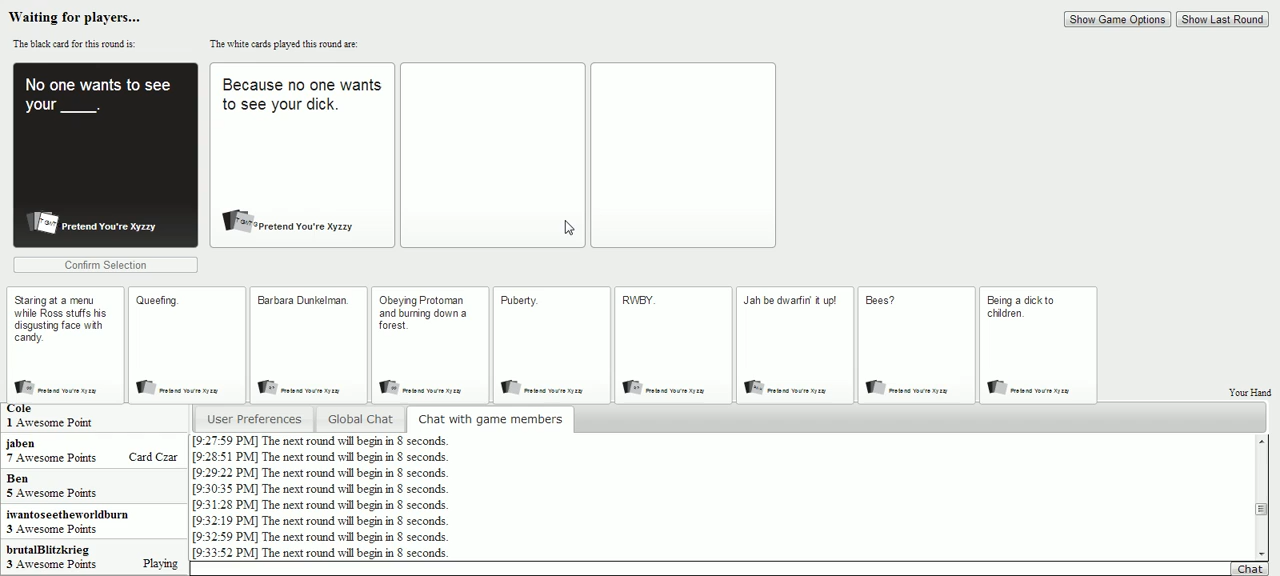 Waiting for players...
Show Game Options
Show Last Round
The black card for this round is:
The white cards played this round are:
No one wants to see
your ____.
Pretend You're Xyzzy
Because no one wants
to see your dick.
Pretend You're Xyzzy
Confirm Selection
Staring at a menu
while Ross stuffs his
disgusting face with
candy.
Pretend You're Xyzzy
Queefing.
Pretend You're Xyzzy
Barbara Dunkelman.
Pretend You're Xyzzy
Obeying Protoman
and burning down a
forest.
Pretend You're Xyzzy
Puberty.
Pretend You're Xyzzy
RWBY.
Pretend You're Xyzzy
Jah be dwarfin' it up!
Pretend You're Xyzzy
Bees?
Pretend You're Xyzzy
Being a dick to
children.
Pretend You're Xyzzy
Your Hand
Cole
1 Awesome Point
jaben
7 Awesome Points
Card Czar
Ben
5 Awesome Points
iwantoseetheworldburn
3 Awesome Points
brutalBlitzkrieg
3 Awesome Points
Playing
User Preferences
Global Chat
Chat with game members
[9:27:59 PM] The next round will begin in 8 seconds.
[9:28:51 PM] The next round will begin in 8 seconds.
[9:29:22 PM] The next round will begin in 8 seconds.
[9:30:35 PM] The next round will begin in 8 seconds.
[9:31:28 PM] The next round will begin in 8 seconds.
[9:32:19 PM] The next round will begin in 8 seconds.
[9:32:59 PM] The next round will begin in 8 seconds.
[9:33:52 PM] The next round will begin in 8 seconds.
Chat